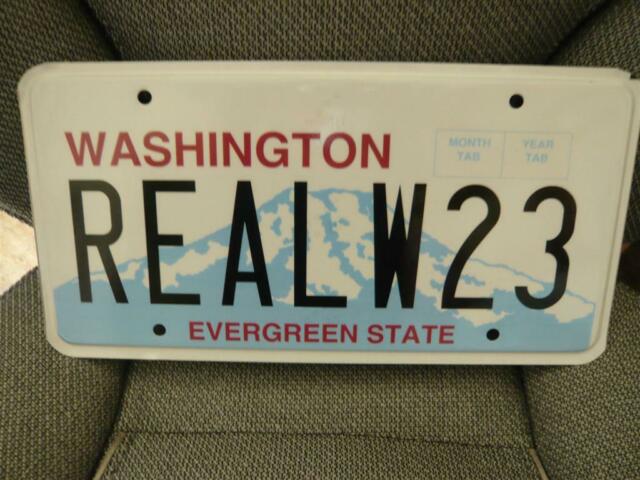 WASHINGTON
MONTH TAB
YEAR TAB
REALW23
EVERGREEN STATE